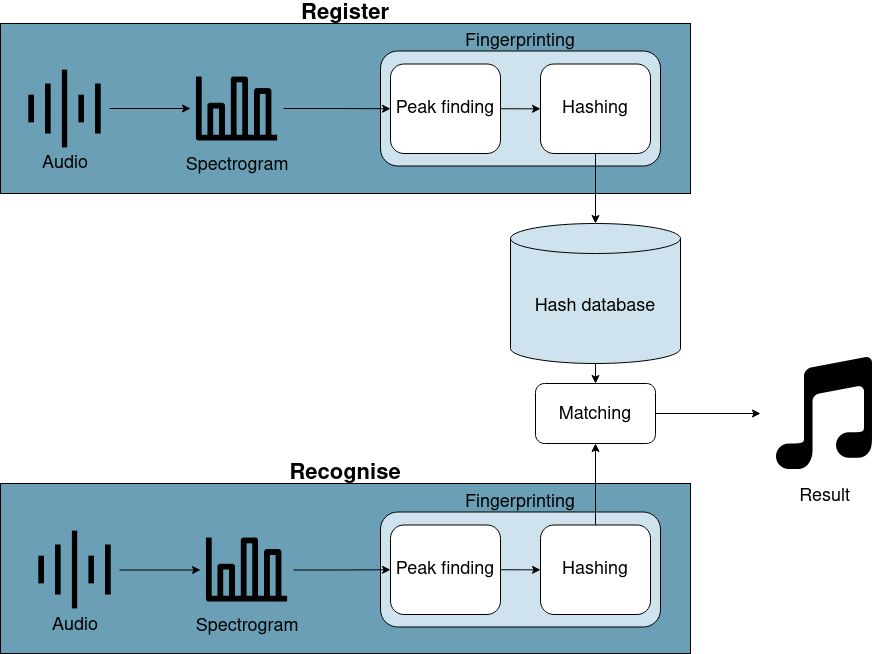 Register
Fingerprinting
Peak finding
Hashing
Audio
Spectrogram
Hash database
Matching
Result
Recognise
Fingerprinting
Peak finding
Hashing
Audio
Spectrogram